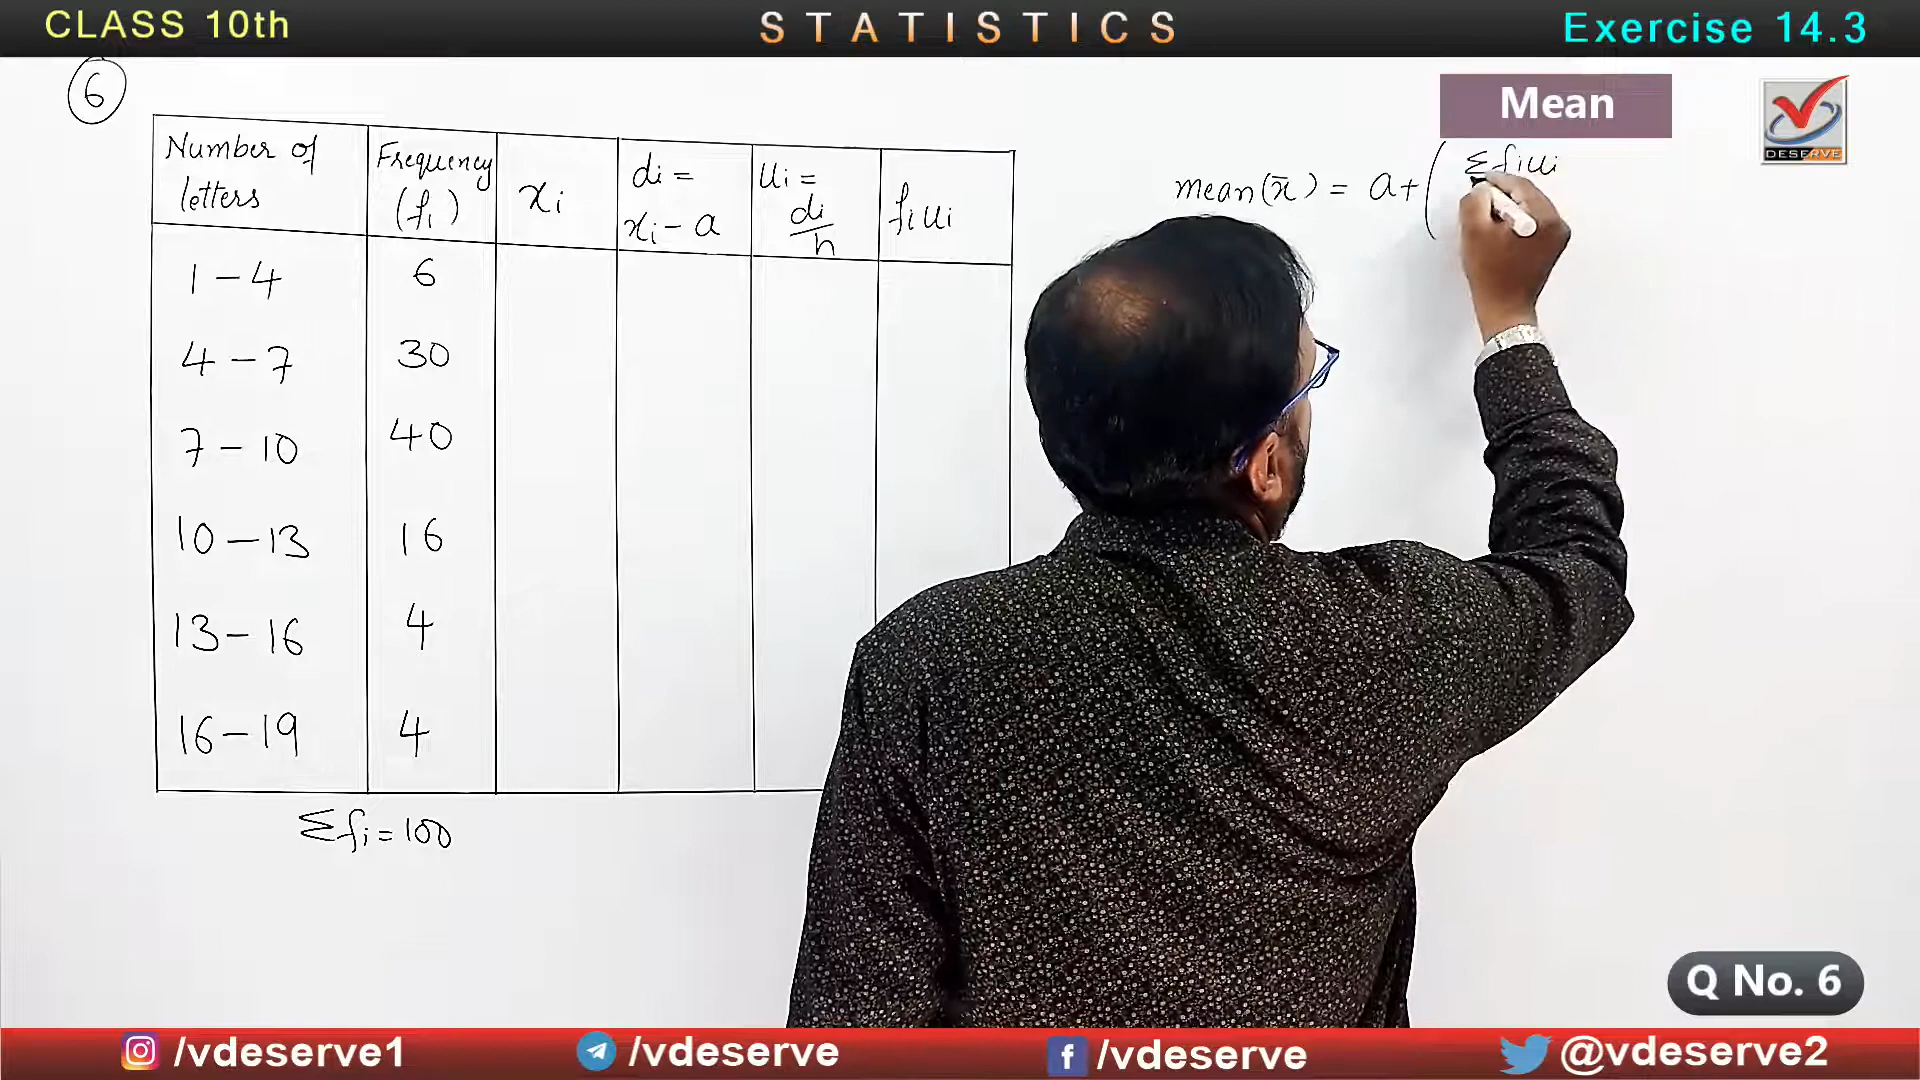 CLASS 10th
STATISTICS
Exercise 14.3
6
Mean
DESERVE
mean (x̄) = a + ( Σfiui
Number of letters | Frequency (fi) | xi | di = xi – a | ui = di/h | fiui
1 – 4 | 6
4 – 7 | 30
7 – 10 | 40
10 – 13 | 16
13 – 16 | 4
16 – 19 | 4
Σfi = 100
Q No. 6
/vdeserve1
/vdeserve
/vdeserve
@vdeserve2